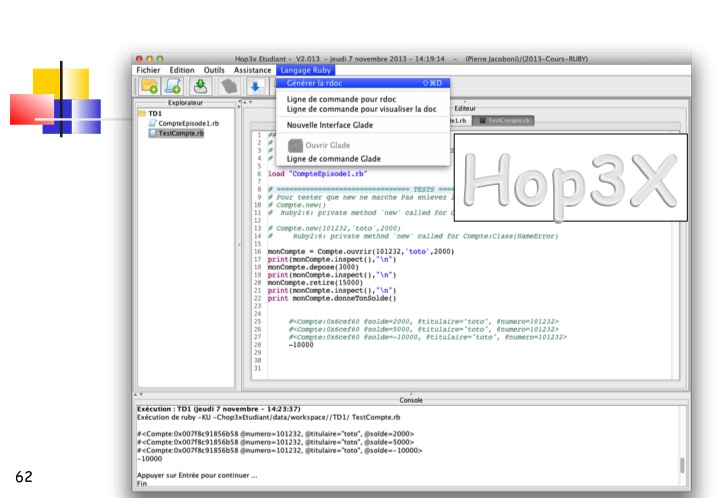 Hop3x Etudiant - V2.013 - jeudi 7 novembre 2013 - 14:19:14 - (Pierre Jacoboni)/(2013-Cours-RUBY)
Fichier Edition Outils Assistance Langage Ruby
Générer la rdoc ⇧⌘D
Ligne de commande pour rdoc
Ligne de commande pour visualiser la doc
Nouvelle Interface Glade
Ouvrir Glade
Ligne de commande Glade
Explorateur
TD1
CompteEpisode1.rb
TestCompte.rb
Editeur
de1.rb TestCompte.rb
Hop3X
1 ##
2 #
3 #
4 #
5
6 load "CompteEpisode1.rb"
7
8 # ============================== TESTS ===
9 # Pour tester que new ne marche Pas enlevez l
10 # Compte.new()
11 # Ruby2:6: private method 'new' called for C
12
13 # Compte.new(101232,'toto',2000)
14 # Ruby2:6: private method 'new' called for Compte:Class(NameError)
15
16 monCompte = Compte.ouvrir(101232,'toto',2000)
17 print(monCompte.inspect(),"\n")
18 monCompte.depose(3000)
19 print(monCompte.inspect(),"\n")
20 monCompte.retire(15000)
21 print(monCompte.inspect(),"\n")
22 print monCompte.donneTonSolde()
23
24
25 #<Compte:0x6cef60 @solde=2000, @titulaire="toto", @numero=101232>
26 #<Compte:0x6cef60 @solde=5000, @titulaire="toto", @numero=101232>
27 #<Compte:0x6cef60 @solde=-10000, @titulaire="toto", @numero=101232>
28 -10000
29
30
31
Console
Exécution : TD1 (jeudi 7 novembre - 14:23:37)
Exécution de ruby -KU -Chop3xEtudiant/data/workspace//TD1/ TestCompte.rb
#<Compte:0x007f8c91856b58 @numero=101232, @titulaire="toto", @solde=2000>
#<Compte:0x007f8c91856b58 @numero=101232, @titulaire="toto", @solde=5000>
#<Compte:0x007f8c91856b58 @numero=101232, @titulaire="toto", @solde=-10000>
-10000
Appuyer sur Entrée pour continuer ...
Fin
62